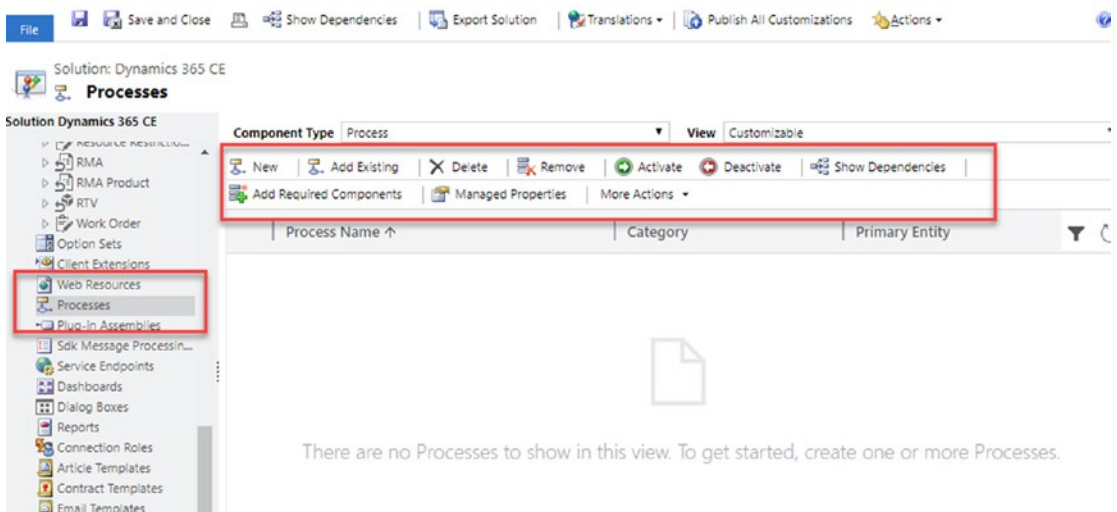 File Save and Close Show Dependencies Export Solution Translations Publish All Customizations Actions
Solution: Dynamics 365 CE
Processes
Solution Dynamics 365 CE
Component Type Process View Customizable
RMA
RMA Product
RTV
Work Order
Option Sets
Client Extensions
Web Resources
Processes
Plug-in Assemblies
Sdk Message Processin...
Service Endpoints
Dashboards
Dialog Boxes
Reports
Connection Roles
Article Templates
Contract Templates
Email Templates
New Add Existing Delete Remove Activate Deactivate Show Dependencies
Add Required Components Managed Properties More Actions
Process Name ↑ Category Primary Entity
There are no Processes to show in this view. To get started, create one or more Processes.